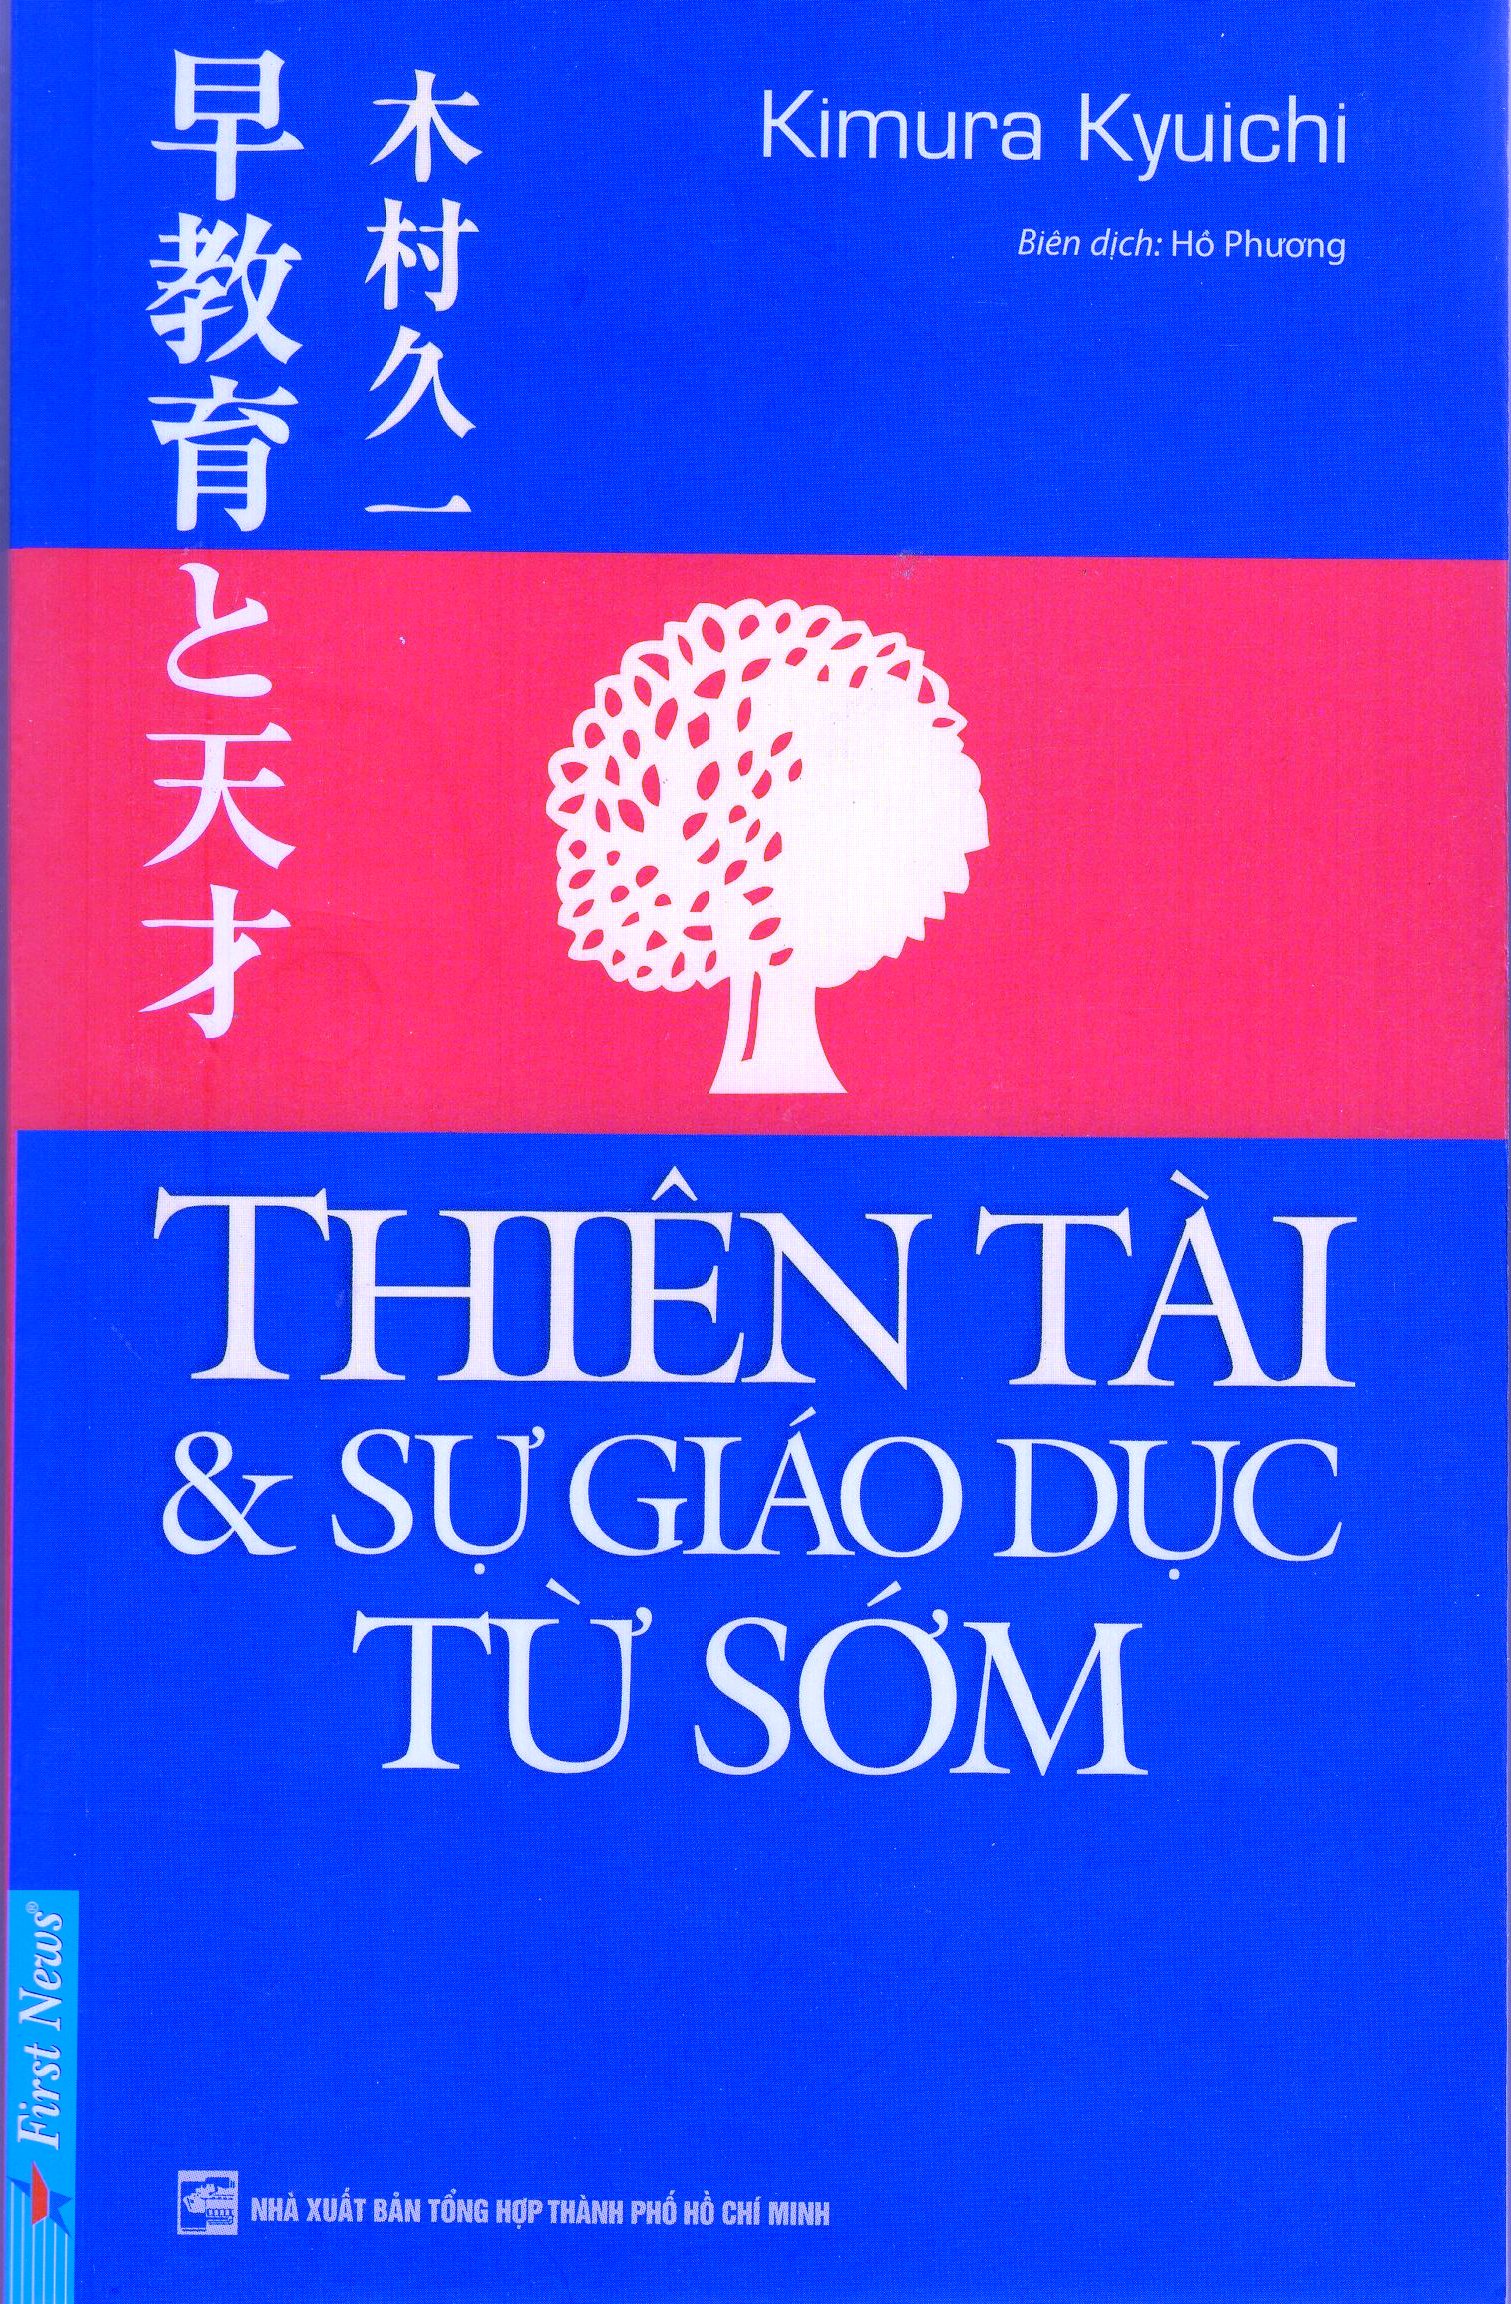 木村久一
早教育と天才
Kimura Kyuichi
Biên dịch: Hồ Phương
THIÊN TÀI
& SỰ GIÁO DỤC
TỪ SỚM
First News®
NHÀ XUẤT BẢN TỔNG HỢP THÀNH PHỐ HỒ CHÍ MINH